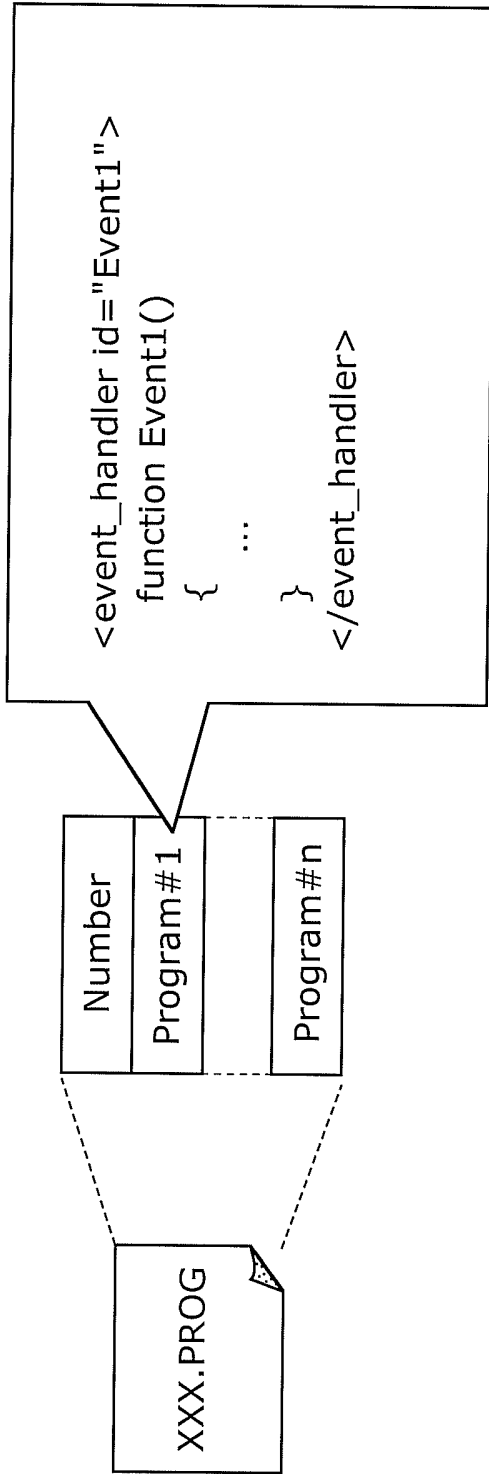 XXX.PROG
Number
Program#1
Program#n
<event_handler id="Event1">
function Event1()
{
...
}
</event_handler>